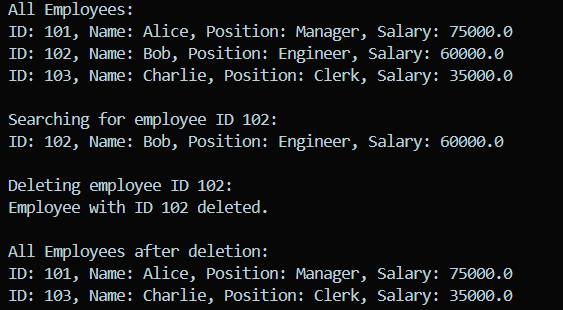 All Employees:
ID: 101, Name: Alice, Position: Manager, Salary: 75000.0
ID: 102, Name: Bob, Position: Engineer, Salary: 60000.0
ID: 103, Name: Charlie, Position: Clerk, Salary: 35000.0
Searching for employee ID 102:
ID: 102, Name: Bob, Position: Engineer, Salary: 60000.0
Deleting employee ID 102:
Employee with ID 102 deleted.
All Employees after deletion:
ID: 101, Name: Alice, Position: Manager, Salary: 75000.0
ID: 103, Name: Charlie, Position: Clerk, Salary: 35000.0